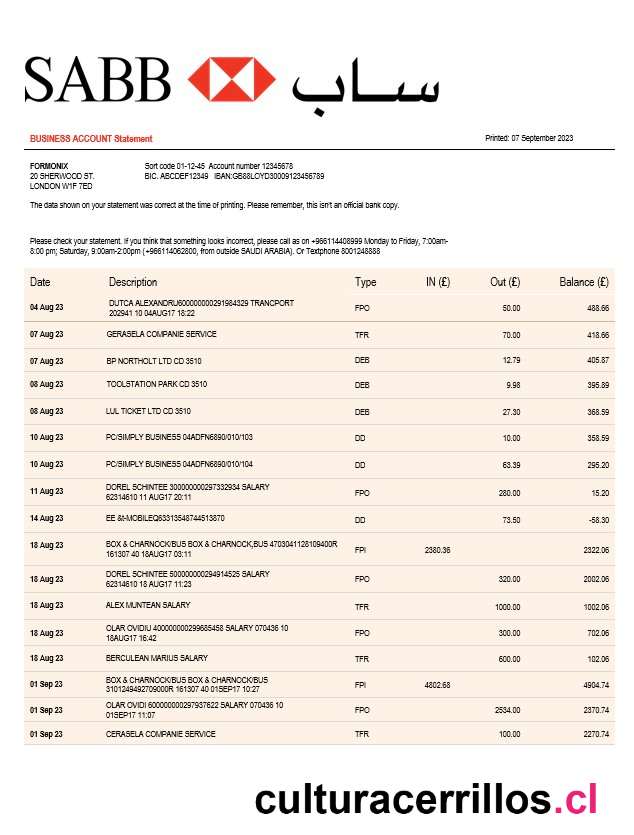 SABB ساب
BUSINESS ACCOUNT Statement Printed: 07 September 2023
FORMONIX Sort code 01-12-45 Account number 12345678
20 SHERWOOD ST. BIC. ABCDEF12349 IBAN:GB88LOYD30009123456789
LONDON W1F 7ED
The data shown on your statement was correct at the time of printing. Please remember, this isn't an official bank copy.
Please check your statement. If you think that something looks incorrect, please call as on +966114408999 Monday to Friday, 7:00am-
8:00 pm; Saturday, 9:00am-2:00pm (+966114062800, from outside SAUDI ARABIA). Or Textphone 8001248888
Date Description Type IN (£) Out (£) Balance (£)
04 Aug 23 DUTCA ALEXANDRU600000000291984329 TRANCPORT
202941 10 04AUG17 18:22 FPO 50.00 488.66
07 Aug 23 GERASELA COMPANIE SERVICE TFR 70.00 418.66
07 Aug 23 BP NORTHOLT LTD CD 3510 DEB 12.79 405.87
08 Aug 23 TOOLSTATION PARK CD 3510 DEB 9.98 395.89
08 Aug 23 LUL TICKET LTD CD 3510 DEB 27.30 368.59
10 Aug 23 PC/SIMPLY BUSINESS 04ADFN6890/010/103 DD 10.00 358.59
10 Aug 23 PC/SIMPLY BUSINESS 04ADFN6890/010/104 DD 63.39 295.20
11 Aug 23 DOREL SCHINTEE 300000000297332934 SALARY
62314610 11 AUG17 20:11 FPO 280.00 15.20
14 Aug 23 EE &t-MOBILEQ63313548744513870 DD 73.50 -58.30
18 Aug 23 BOX & CHARNOCK/BUS BOX & CHARNOCK,BUS 4703041128109400R
161307 40 18AUG17 03:11 FPI 2380.36 2322.06
18 Aug 23 DOREL SCHINTEE 500000000294914525 SALARY
62314610 18 AUG17 11:23 FPO 320.00 2002.06
18 Aug 23 ALEX MUNTEAN SALARY TFR 1000.00 1002.06
18 Aug 23 OLAR OVIDIU 400000000299685458 SALARY 070436 10
18AUG17 16:42 FPO 300.00 702.06
18 Aug 23 BERCULEAN MARIUS SALARY TFR 600.00 102.06
01 Sep 23 BOX & CHARNOCK/BUS BOX & CHARNOCK/BUS
3101249492709000R 161307 40 01SEP17 10:27 FPI 4802.68 4904.74
01 Sep 23 OLAR OVIDI 600000000297937622 SALARY 070436 10
01SEP17 11:07 FPO 2534.00 2370.74
01 Sep 23 CERASELA COMPANIE SERVICE TFR 100.00 2270.74
culturacerrillos.cl